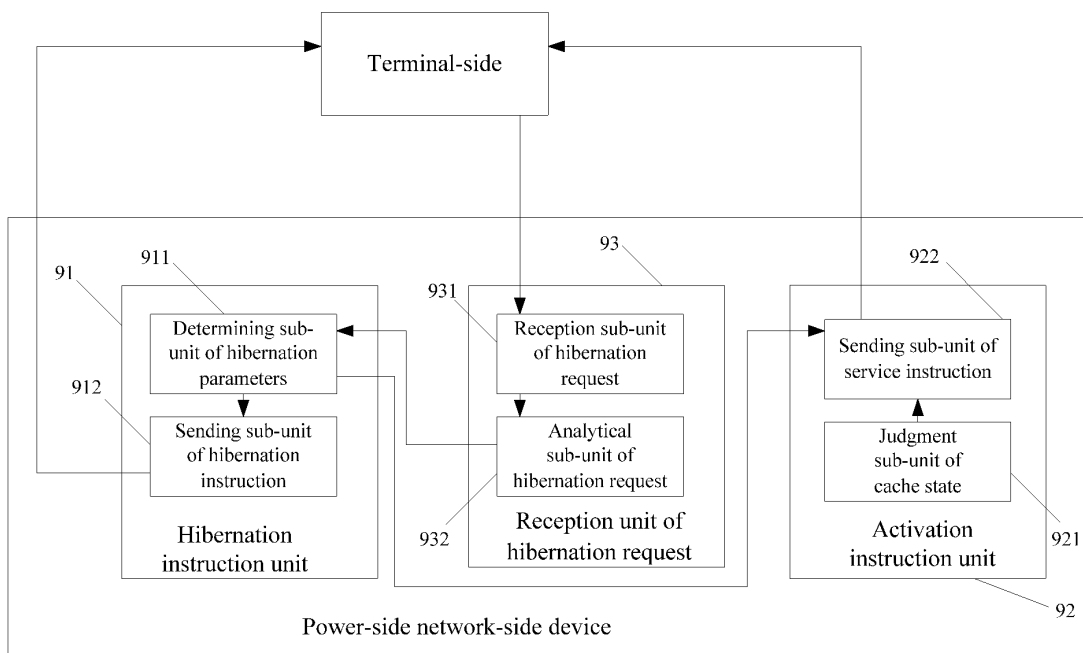 Terminal-side
93
922
911
91
931
Determining sub-
unit of hibernation
parameters
Reception sub-unit
of hibernation
request
Sending sub-unit of
service instruction
912
Sending sub-unit
of hibernation
instruction
Analytical
sub-unit of
hibernation request
Judgment
sub-unit of
cache state
Hibernation
instruction unit
932
Reception unit of
hibernation request
Activation
instruction unit
921
92
Power-side network-side device